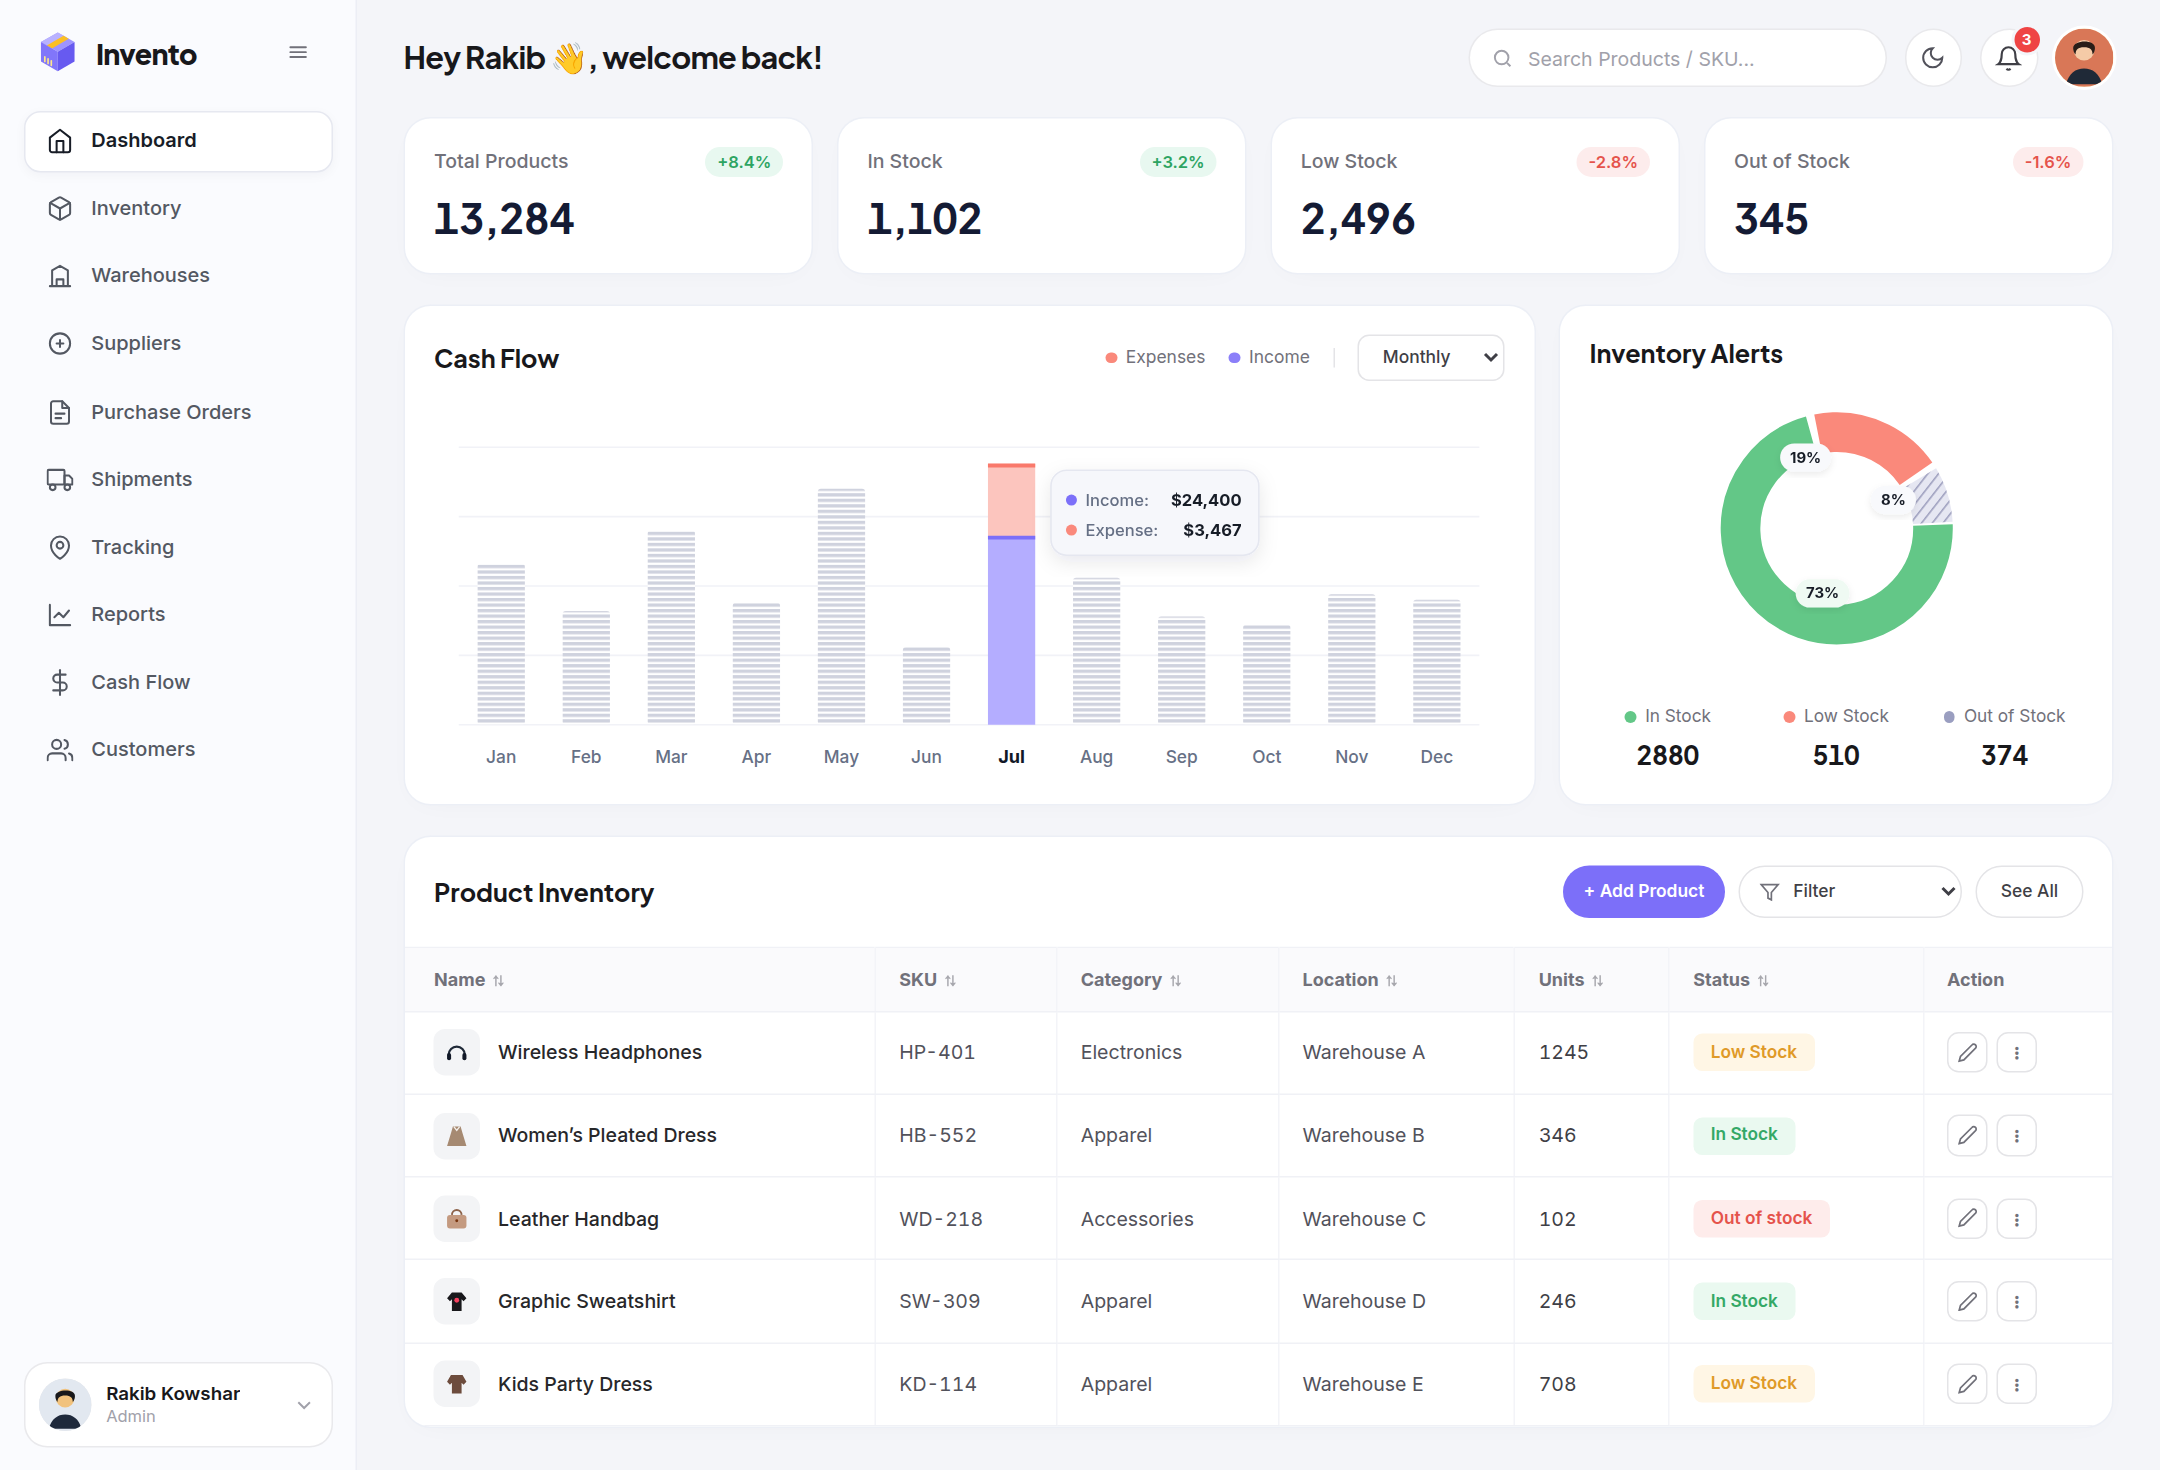 Invento
Hey Rakib 👋, welcome back!
Search Products / SKU...
3
Dashboard
Inventory
Warehouses
Suppliers
Purchase Orders
Shipments
Tracking
Reports
Cash Flow
Customers
Rakib Kowshar
Admin
Total Products +8.4%
13,284
In Stock +3.2%
1,102
Low Stock -2.8%
2,496
Out of Stock -1.6%
345
Cash Flow
Expenses Income Monthly
Income: $24,400
Expense: $3,467
Jan Feb Mar Apr May Jun Jul Aug Sep Oct Nov Dec
Inventory Alerts
19%
8%
73%
In Stock Low Stock Out of Stock
2880 510 374
Product Inventory
+ Add Product Filter See All
Name SKU Category Location Units Status Action
Wireless Headphones HP-401 Electronics Warehouse A 1245 Low Stock
Women's Pleated Dress HB-552 Apparel Warehouse B 346 In Stock
Leather Handbag WD-218 Accessories Warehouse C 102 Out of stock
Graphic Sweatshirt SW-309 Apparel Warehouse D 246 In Stock
Kids Party Dress KD-114 Apparel Warehouse E 708 Low Stock